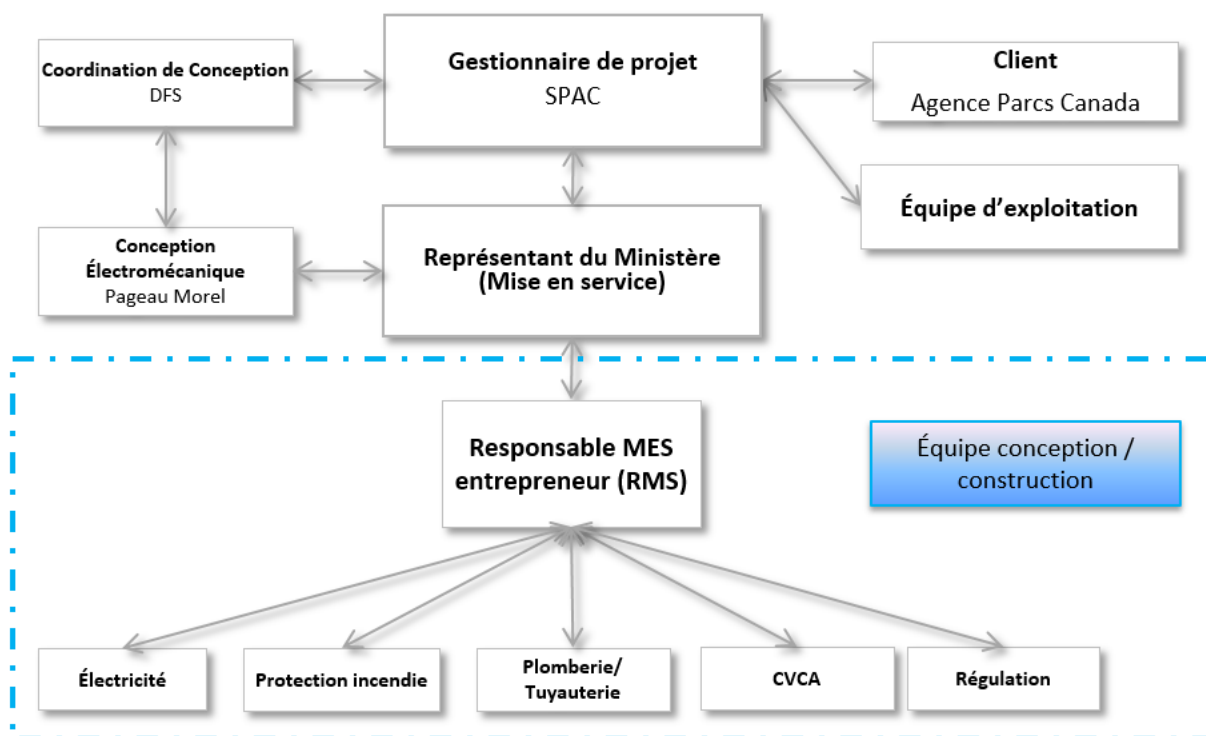 Coordination de Conception
DFS
Gestionnaire de projet
SPAC
Client
Agence Parcs Canada
Équipe d’exploitation
Conception
Électromécanique
Pageau Morel
Représentant du Ministère
(Mise en service)
Responsable MES
entrepreneur (RMS)
Équipe conception /
construction
Électricité
Protection incendie
Plomberie/
Tuyauterie
CVCA
Régulation